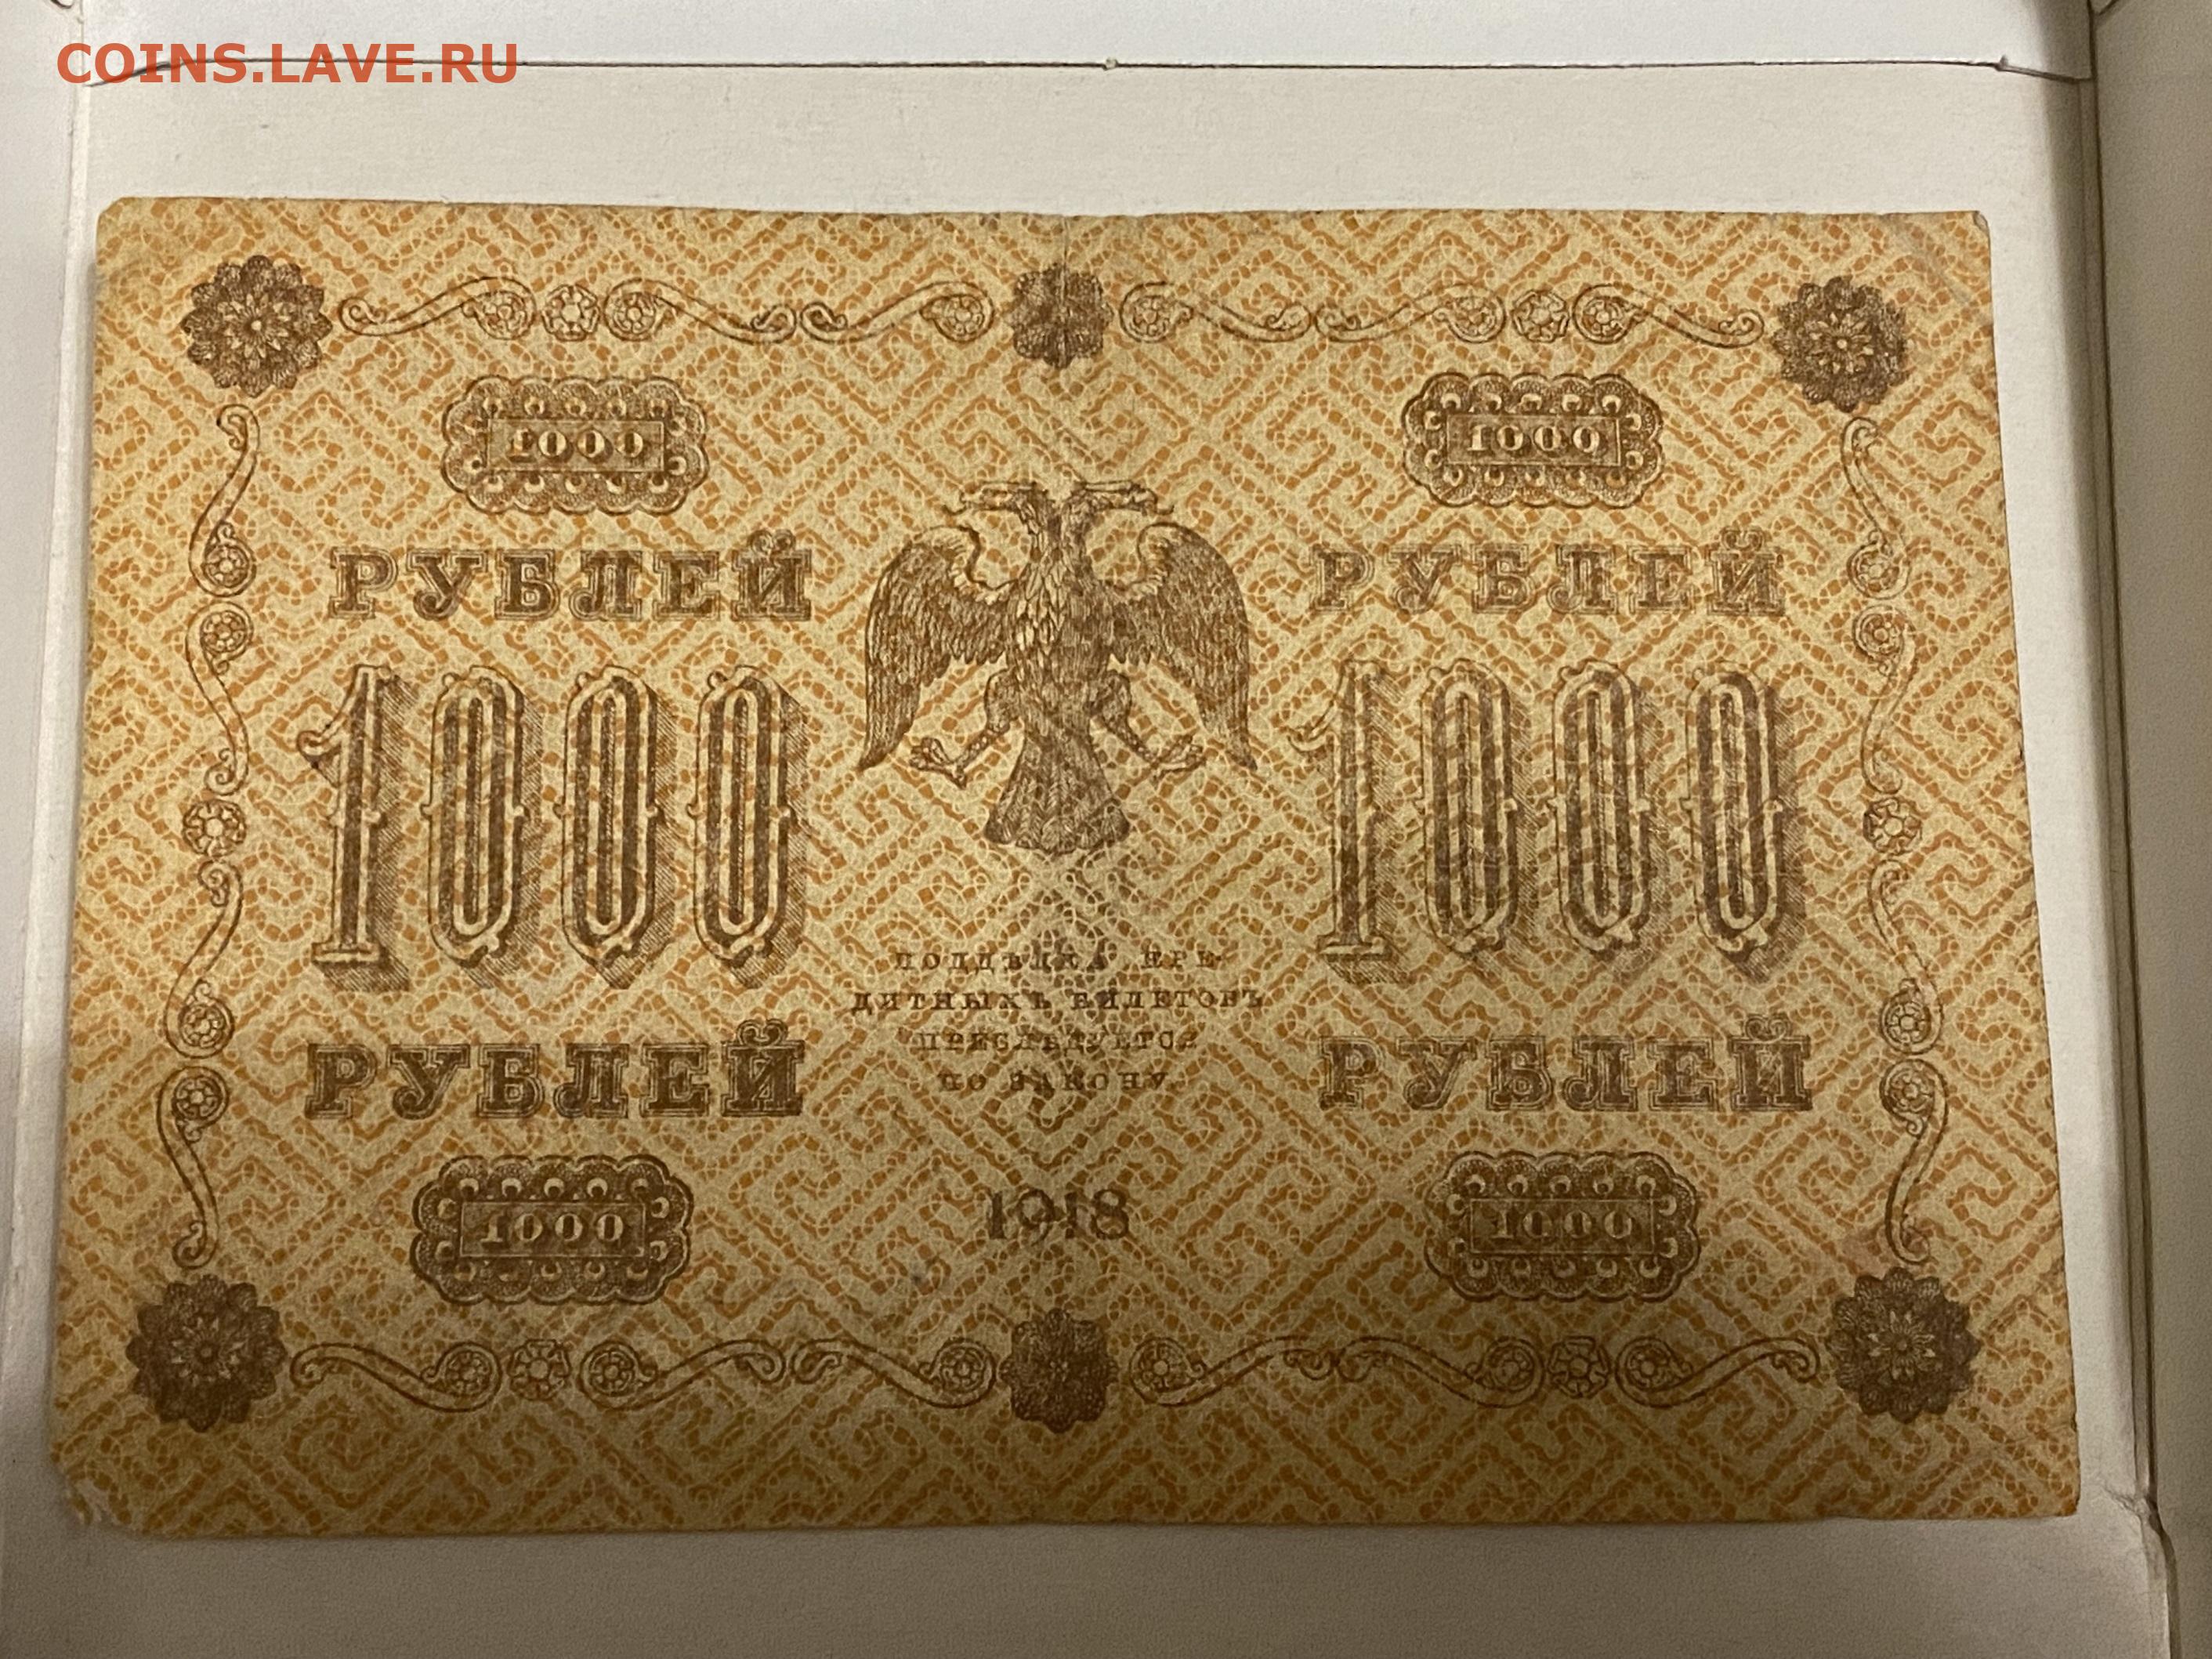 COINS.LAVE.RU
1000 1000
РУБЛЕЙ РУБЛЕЙ
1000 1000
ПОДДѢЛКА КРЕ-
ДИТНЫХЪ БИЛЕТОВЪ
ПРЕСЛѢДУЕТСЯ
ПО ЗАКОНУ.
РУБЛЕЙ РУБЛЕЙ
1000 1918 1000